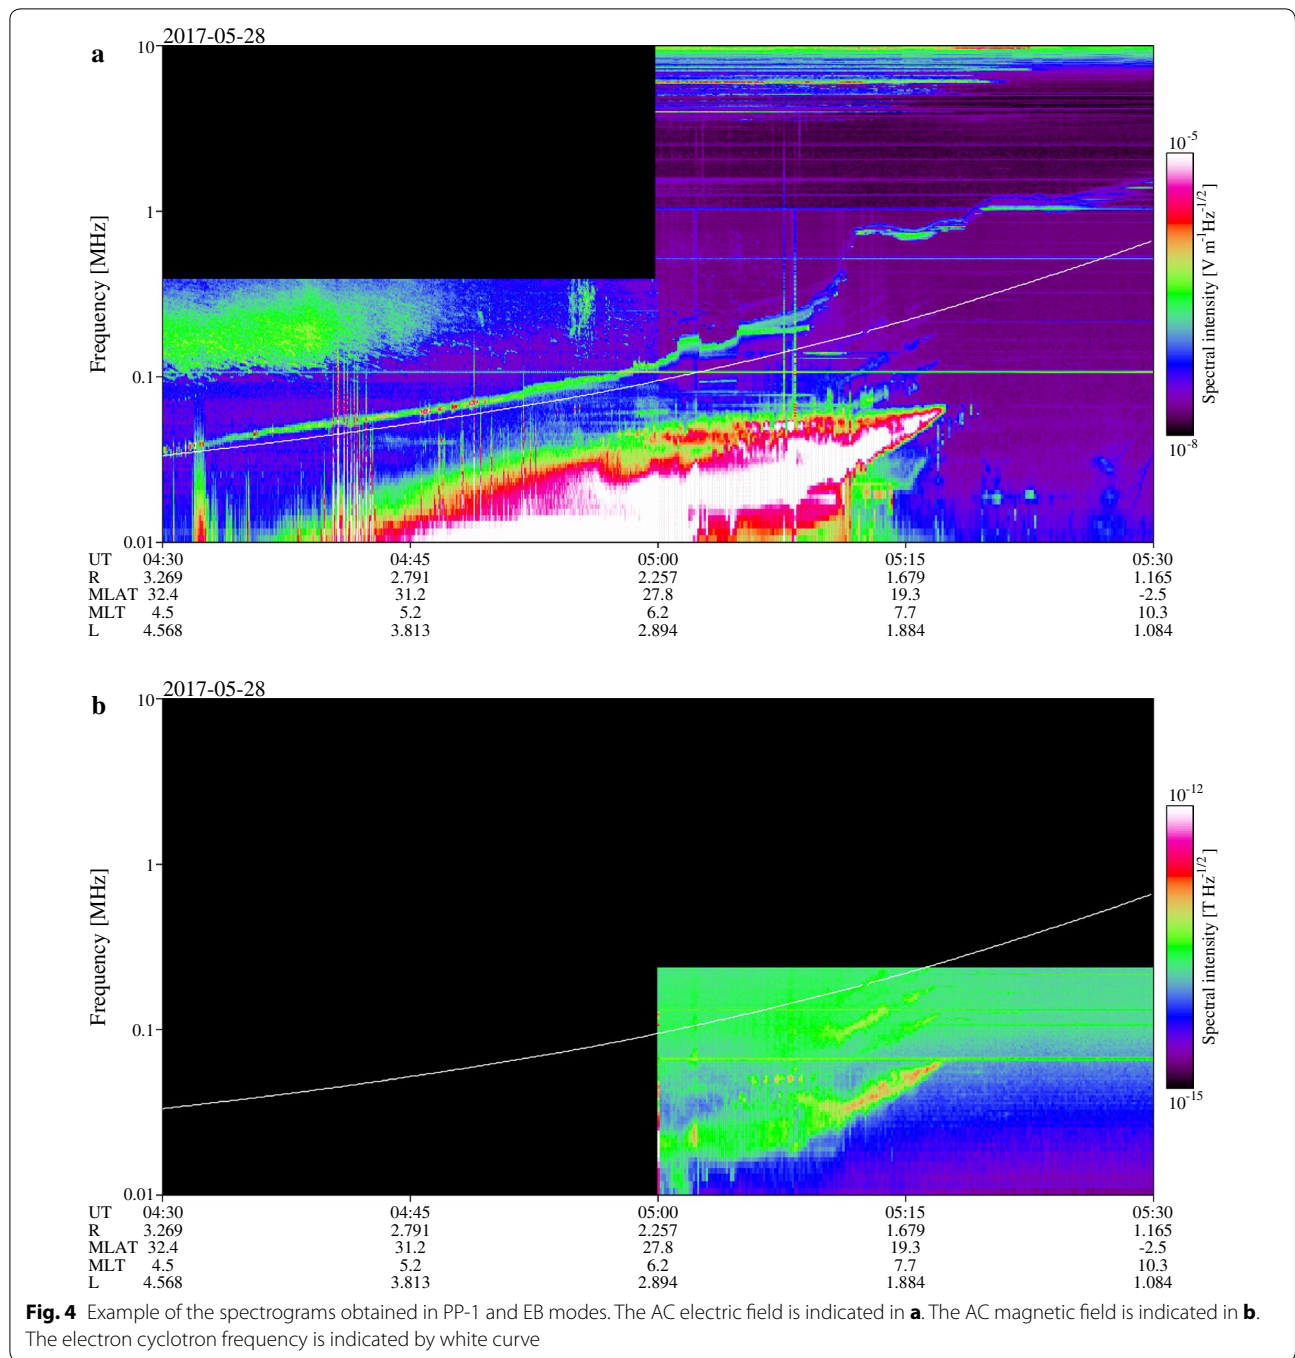 a
2017-05-28
10
1
0.1
0.01
Frequency [MHz]
10-5
10-8
Spectral intensity [V m-1Hz-1/2]
UT 04:30 04:45 05:00 05:15 05:30
R 3.269 2.791 2.257 1.679 1.165
MLAT 32.4 31.2 27.8 19.3 -2.5
MLT 4.5 5.2 6.2 7.7 10.3
L 4.568 3.813 2.894 1.884 1.084
b
2017-05-28
10
1
0.1
0.01
Frequency [MHz]
10-12
10-15
Spectral intensity [T Hz-1/2]
UT 04:30 04:45 05:00 05:15 05:30
R 3.269 2.791 2.257 1.679 1.165
MLAT 32.4 31.2 27.8 19.3 -2.5
MLT 4.5 5.2 6.2 7.7 10.3
L 4.568 3.813 2.894 1.884 1.084
Fig. 4 Example of the spectrograms obtained in PP-1 and EB modes. The AC electric field is indicated in a. The AC magnetic field is indicated in b.
The electron cyclotron frequency is indicated by white curve